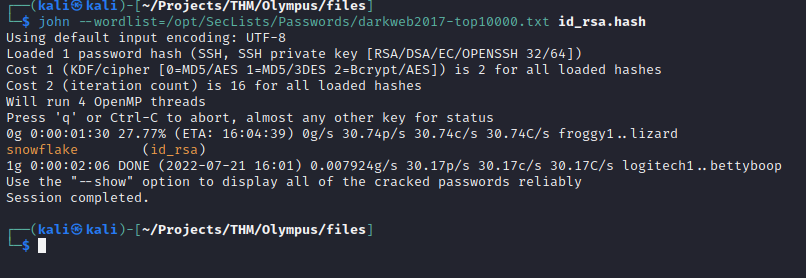 ┌──(kali㉿kali)-[~/Projects/THM/Olympus/files]
└─$ john --wordlist=/opt/SecLists/Passwords/darkweb2017-top10000.txt id_rsa.hash
Using default input encoding: UTF-8
Loaded 1 password hash (SSH, SSH private key [RSA/DSA/EC/OPENSSH 32/64])
Cost 1 (KDF/cipher [0=MD5/AES 1=MD5/3DES 2=Bcrypt/AES]) is 2 for all loaded hashes
Cost 2 (iteration count) is 16 for all loaded hashes
Will run 4 OpenMP threads
Press 'q' or Ctrl-C to abort, almost any other key for status
0g 0:00:01:30 27.77% (ETA: 16:04:39) 0g/s 30.74p/s 30.74c/s 30.74C/s froggy1..lizard
snowflake        (id_rsa)
1g 0:00:02:06 DONE (2022-07-21 16:01) 0.007924g/s 30.17p/s 30.17c/s 30.17C/s logitech1..bettyboop
Use the "--show" option to display all of the cracked passwords reliably
Session completed.
┌──(kali㉿kali)-[~/Projects/THM/Olympus/files]
└─$